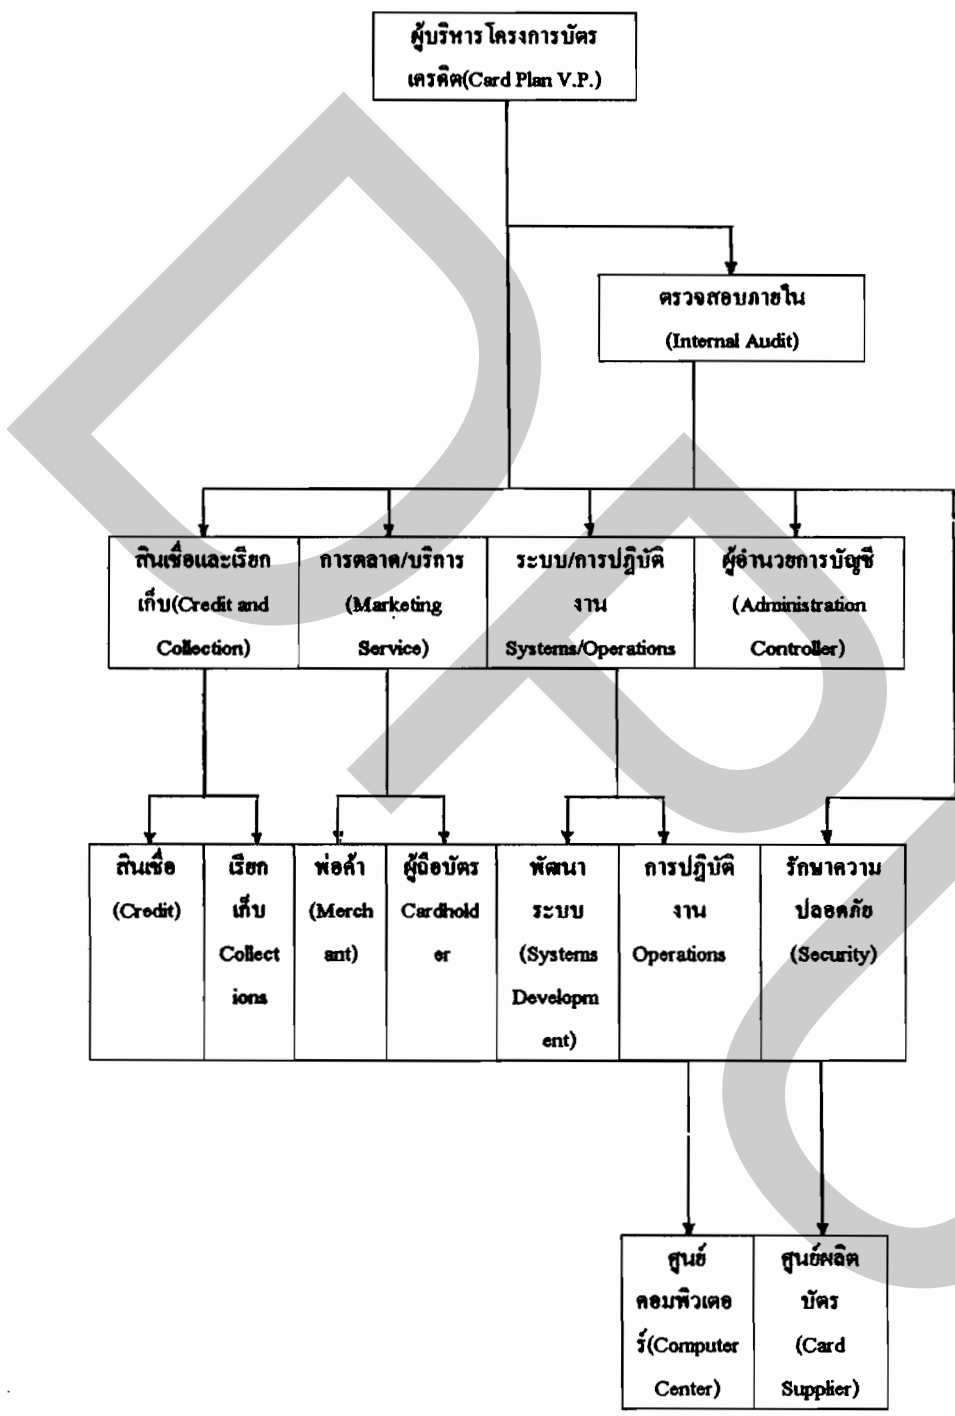 ผู้บริหารโครงการบัตร
เครดิต(Card Plan V.P.)
ตรวจสอบภายใน
(Internal Audit)
สินเชื่อและเรียก
เก็บ(Credit and
Collection)
การตลาด/บริการ
(Marketing
Service)
ระบบ/การปฎิบัติ
งาน
Systems/Operations
ผู้อำนวยการบัญชี
(Administration
Controller)
สินเชื่อ
(Credit)
เรียก
เก็บ
Collect
ions
พ่อค้า
(Merch
ant)
ผู้ถือบัตร
Cardhold
er
พัฒนา
ระบบ
(Systems
Developm
ent)
การปฎิบัติ
งาน
Operations
รักษาความ
ปลอดภัย
(Security)
ศูนย์
คอมพิวเตอ
ร์(Computer
Center)
ศูนย์ผลิต
บัตร
(Card
Supplier)